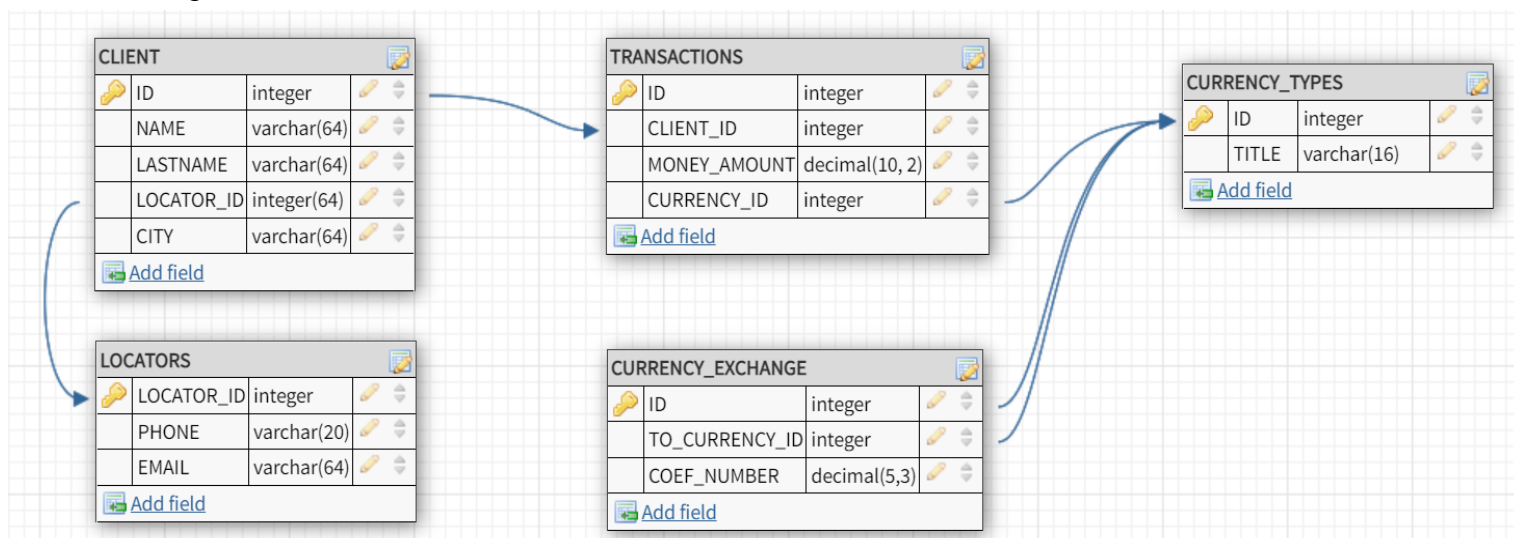 CLIENT
ID integer
NAME varchar(64)
LASTNAME varchar(64)
LOCATOR_ID integer(64)
CITY varchar(64)
Add field
TRANSACTIONS
ID integer
CLIENT_ID integer
MONEY_AMOUNT decimal(10, 2)
CURRENCY_ID integer
Add field
CURRENCY_TYPES
ID integer
TITLE varchar(16)
Add field
LOCATORS
LOCATOR_ID integer
PHONE varchar(20)
EMAIL varchar(64)
Add field
CURRENCY_EXCHANGE
ID integer
TO_CURRENCY_ID integer
COEF_NUMBER decimal(5,3)
Add field